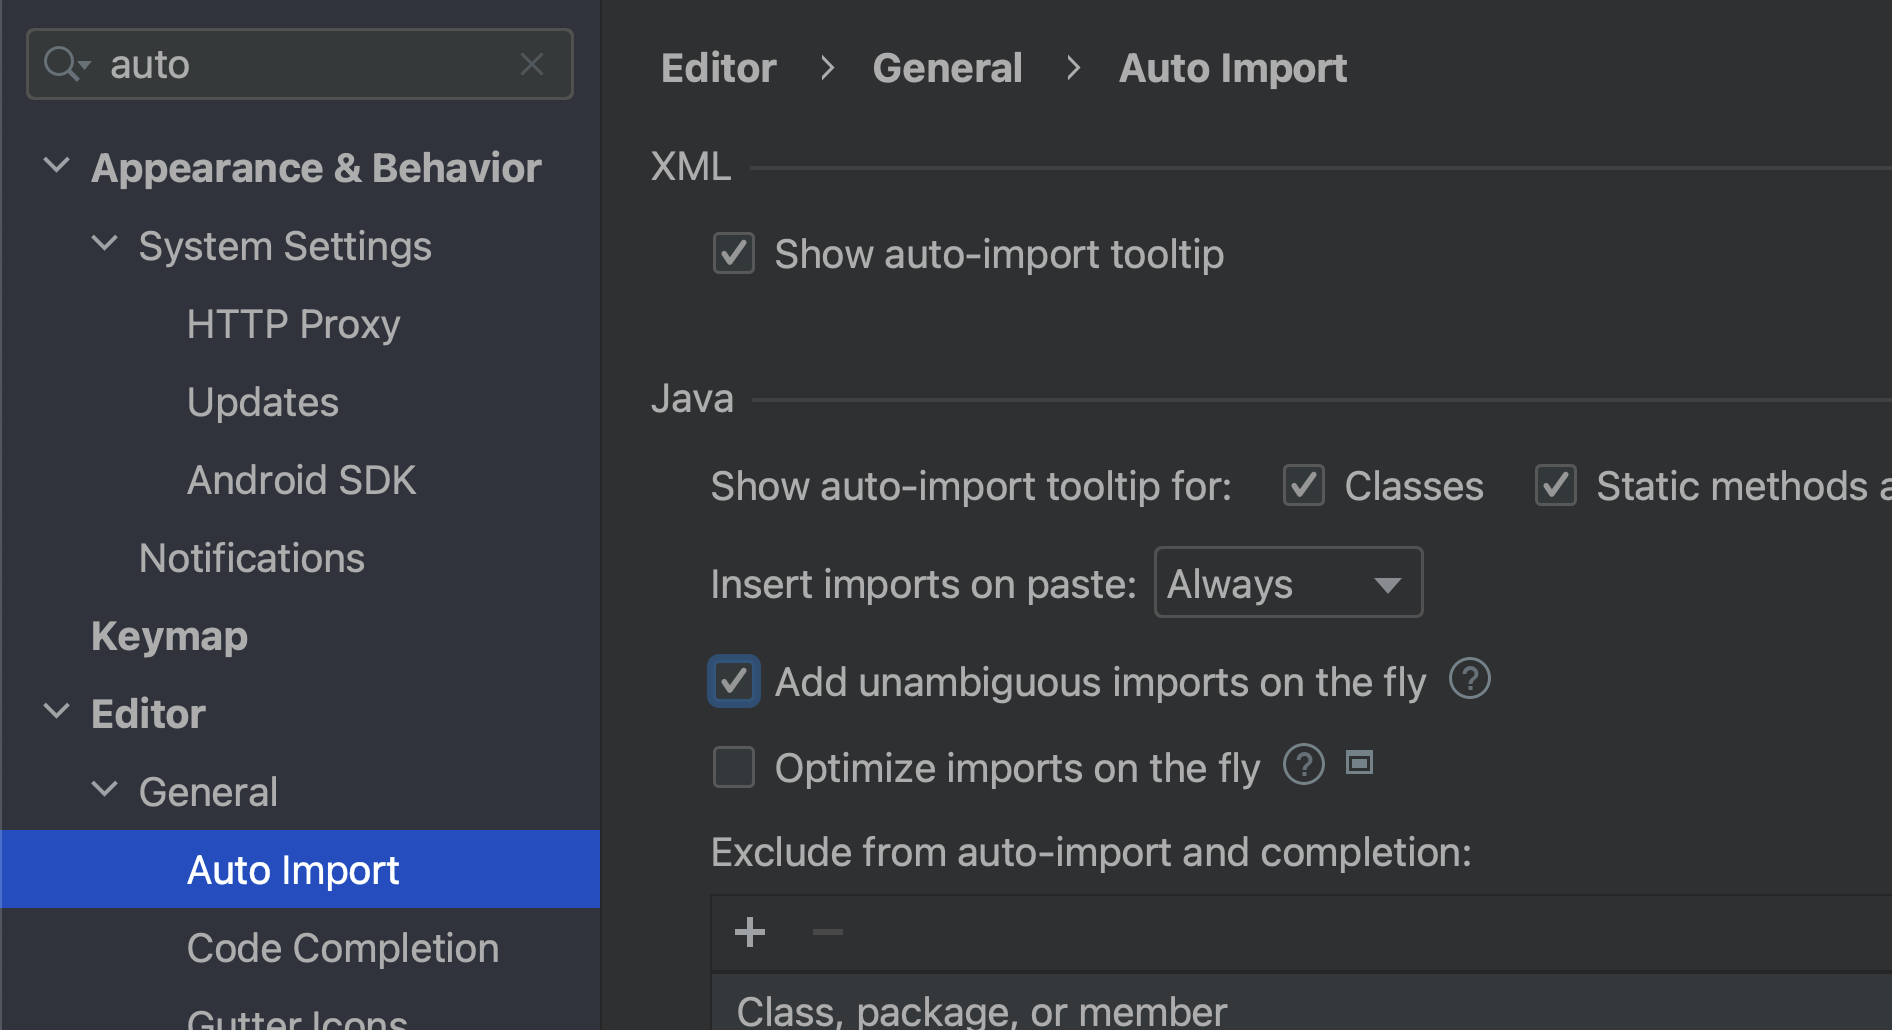 auto
Appearance & Behavior
System Settings
HTTP Proxy
Updates
Android SDK
Notifications
Keymap
Editor
General
Auto Import
Code Completion
Gutter Icons
Editor > General > Auto Import
XML
Show auto-import tooltip
Java
Show auto-import tooltip for: Classes Static methods a
Insert imports on paste: Always
Add unambiguous imports on the fly ?
Optimize imports on the fly ?
Exclude from auto-import and completion:
Class, package, or member